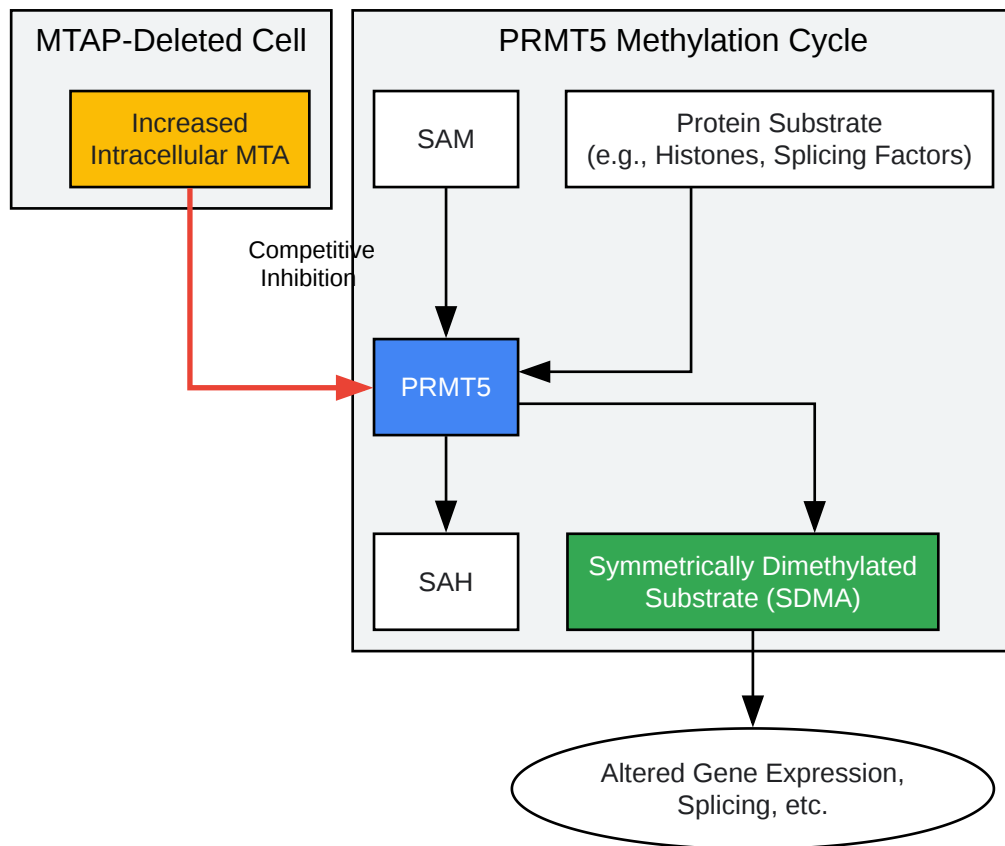 MTAP-Deleted Cell
PRMT5 Methylation Cycle
Increased
Intracellular MTA
SAM
Protein Substrate
(e.g., Histones, Splicing Factors)
Competitive
Inhibition
PRMT5
SAH
Symmetrically Dimethylated
Substrate (SDMA)
Altered Gene Expression,
Splicing, etc.